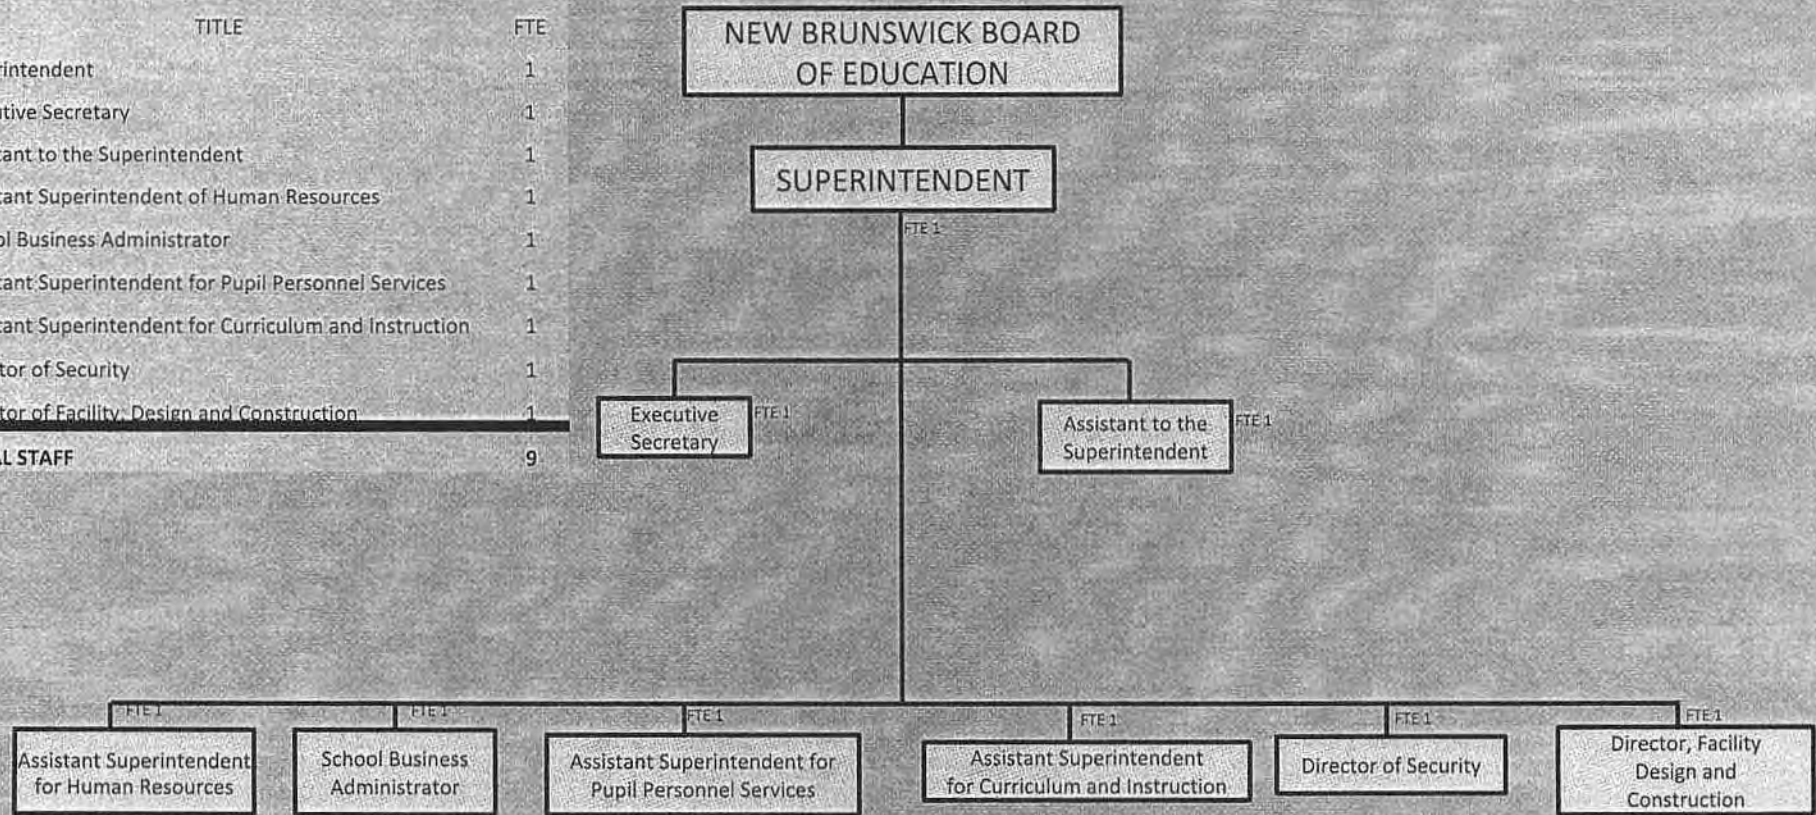 TITLE FTE
rintendent 1
utive Secretary 1
tant to the Superintendent 1
tant Superintendent of Human Resources 1
ol Business Administrator 1
tant Superintendent for Pupil Personnel Services 1
tant Superintendent for Curriculum and Instruction 1
tor of Security 1
tor of Facility, Design and Construction 1
AL STAFF 9
NEW BRUNSWICK BOARD
OF EDUCATION
SUPERINTENDENT
FTE 1
Executive
Secretary
FTE 1
Assistant to the
Superintendent
FTE 1
FTE 1
Assistant Superintendent
for Human Resources
FTE 1
School Business
Administrator
FTE 1
Assistant Superintendent for
Pupil Personnel Services
FTE 1
Assistant Superintendent
for Curriculum and Instruction
FTE 1
Director of Security
FTE 1
Director, Facility
Design and
Construction